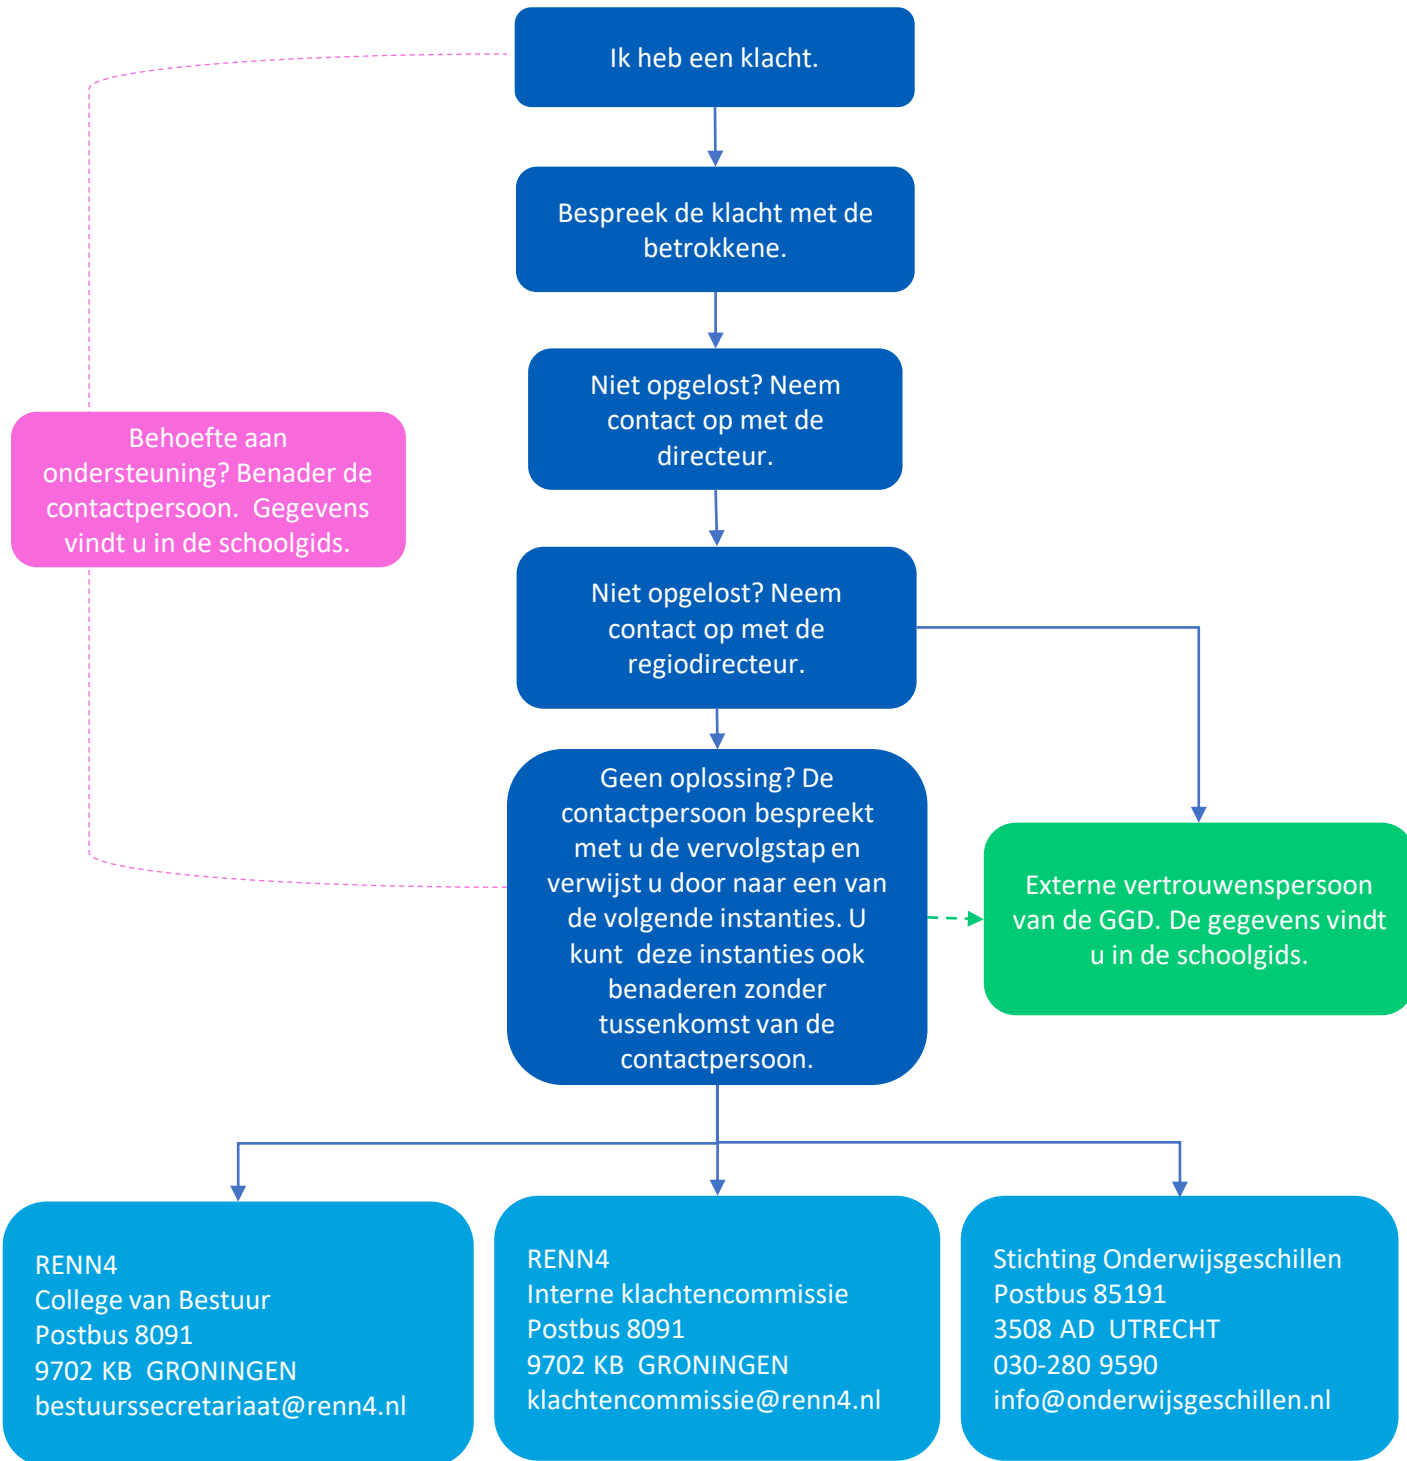 Ik heb een klacht.
Bespreek de klacht met de
betrokkene.
Niet opgelost? Neem
contact op met de
directeur.
Behoefte aan
ondersteuning? Benader de
contactpersoon.  Gegevens
vindt u in de schoolgids.
Niet opgelost? Neem
contact op met de
regiodirecteur.
Geen oplossing? De
contactpersoon bespreekt
met u de vervolgstap en
verwijst u door naar een van
de volgende instanties. U
kunt  deze instanties ook
benaderen zonder
tussenkomst van de
contactpersoon.
Externe vertrouwenspersoon
van de GGD. De gegevens vindt
u in de schoolgids.
RENN4
College van Bestuur
Postbus 8091
9702 KB  GRONINGEN
bestuurssecretariaat@renn4.nl
RENN4
Interne klachtencommissie
Postbus 8091
9702 KB  GRONINGEN
klachtencommissie@renn4.nl
Stichting Onderwijsgeschillen
Postbus 85191
3508 AD  UTRECHT
030-280 9590
info@onderwijsgeschillen.nl